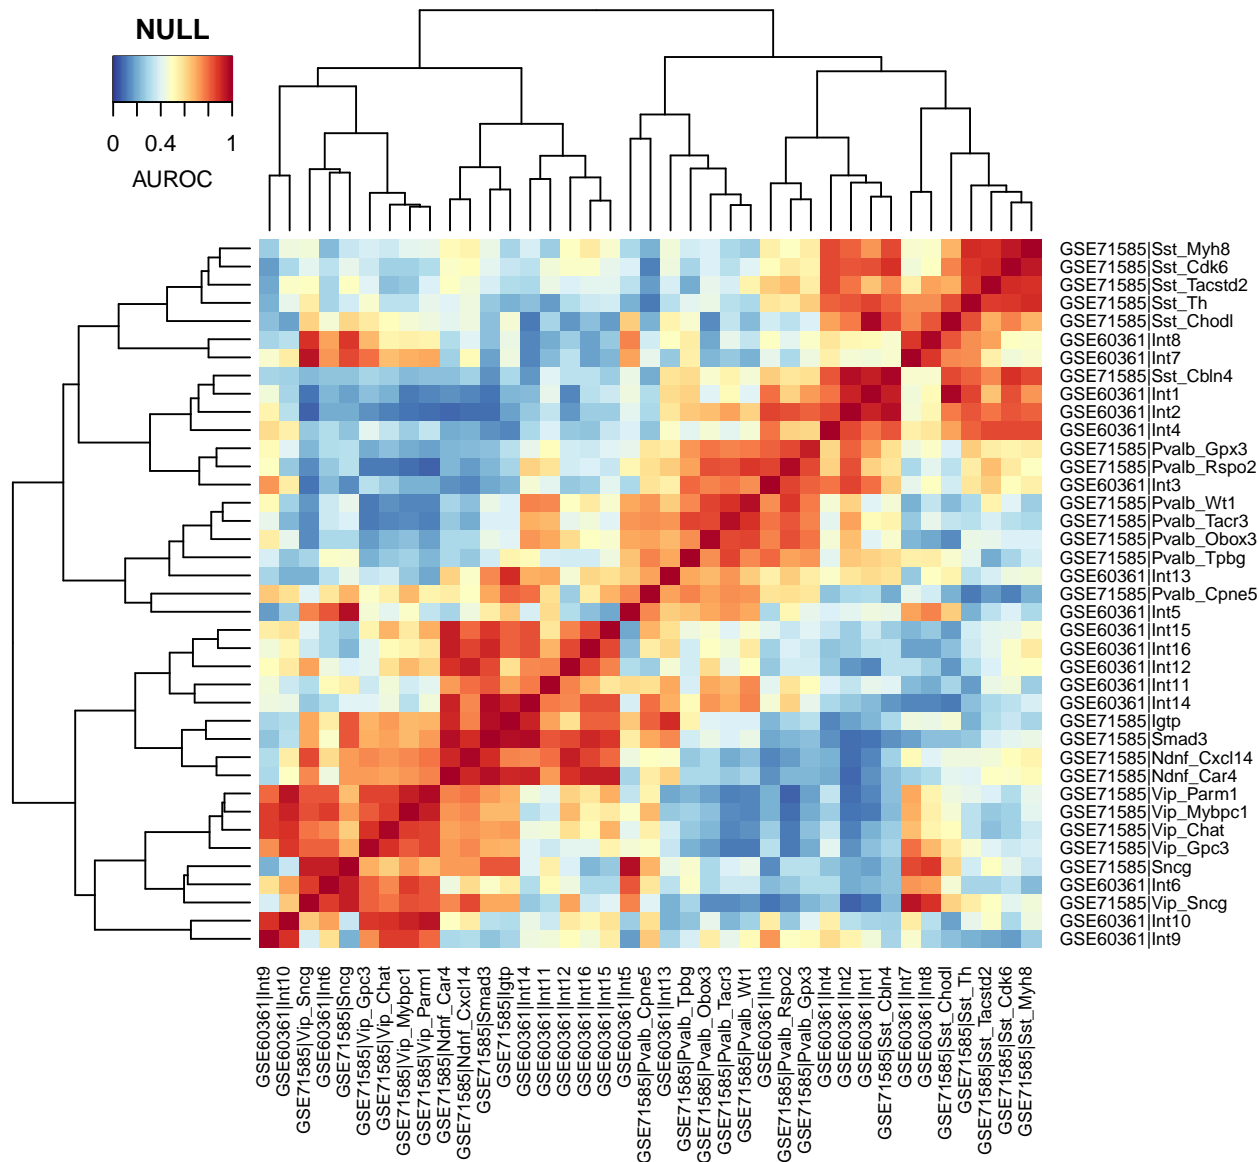 NULL
0 0.4 1
AUROC
GSE71585|Sst_Myh8
GSE71585|Sst_Cdk6
GSE71585|Sst_Tacstd2
GSE71585|Sst_Th
GSE71585|Sst_Chodl
GSE60361|Int8
GSE60361|Int7
GSE71585|Sst_Cbln4
GSE60361|Int1
GSE60361|Int2
GSE60361|Int4
GSE71585|Pvalb_Gpx3
GSE71585|Pvalb_Rspo2
GSE60361|Int3
GSE71585|Pvalb_Wt1
GSE71585|Pvalb_Tacr3
GSE71585|Pvalb_Obox3
GSE71585|Pvalb_Tpbg
GSE60361|Int13
GSE71585|Pvalb_Cpne5
GSE60361|Int5
GSE60361|Int15
GSE60361|Int16
GSE60361|Int12
GSE60361|Int11
GSE60361|Int14
GSE71585|Igtp
GSE71585|Smad3
GSE71585|Ndnf_Cxcl14
GSE71585|Ndnf_Car4
GSE71585|Vip_Parm1
GSE71585|Vip_Mybpc1
GSE71585|Vip_Chat
GSE71585|Vip_Gpc3
GSE71585|Sncg
GSE60361|Int6
GSE71585|Vip_Sncg
GSE60361|Int10
GSE60361|Int9
GSE60361|Int9
GSE60361|Int10
GSE71585|Vip_Sncg
GSE60361|Int6
GSE71585|Sncg
GSE71585|Vip_Gpc3
GSE71585|Vip_Chat
GSE71585|Vip_Mybpc1
GSE71585|Vip_Parm1
GSE71585|Ndnf_Car4
GSE71585|Ndnf_Cxcl14
GSE71585|Smad3
GSE71585|Igtp
GSE60361|Int14
GSE60361|Int11
GSE60361|Int12
GSE60361|Int16
GSE60361|Int15
GSE60361|Int5
GSE71585|Pvalb_Cpne5
GSE60361|Int13
GSE71585|Pvalb_Tpbg
GSE71585|Pvalb_Obox3
GSE71585|Pvalb_Tacr3
GSE71585|Pvalb_Wt1
GSE60361|Int3
GSE71585|Pvalb_Rspo2
GSE71585|Pvalb_Gpx3
GSE60361|Int4
GSE60361|Int2
GSE60361|Int1
GSE71585|Sst_Cbln4
GSE60361|Int7
GSE60361|Int8
GSE71585|Sst_Chodl
GSE71585|Sst_Th
GSE71585|Sst_Tacstd2
GSE71585|Sst_Cdk6
GSE71585|Sst_Myh8